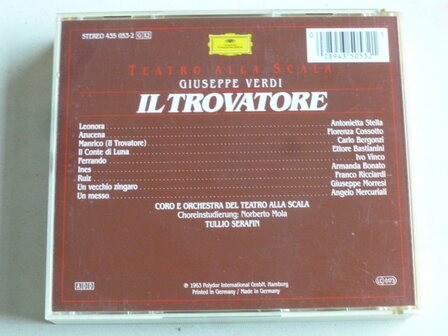 STEREO 435 053-2
TEATRO ALLA SCALA
GIUSEPPE VERDI
IL TROVATORE
Leonora Antonietta Stella
Azucena Fiorenza Cossotto
Manrico (Il Trovatore) Carlo Bergonzi
Il Conte di Luna Ettore Bastianini
Ferrando Ivo Vinco
Ines Armanda Bonato
Ruiz Franco Ricciardi
Un vecchio zingaro Giuseppe Morresi
Un messo Angelo Mercuriali
CORO E ORCHESTRA DEL TEATRO ALLA SCALA
Choreinstudierung: Norberto Mola
TULLIO SERAFIN
ADD
℗ 1963 Polydor International GmbH, Hamburg
Printed in Germany / Made in Germany